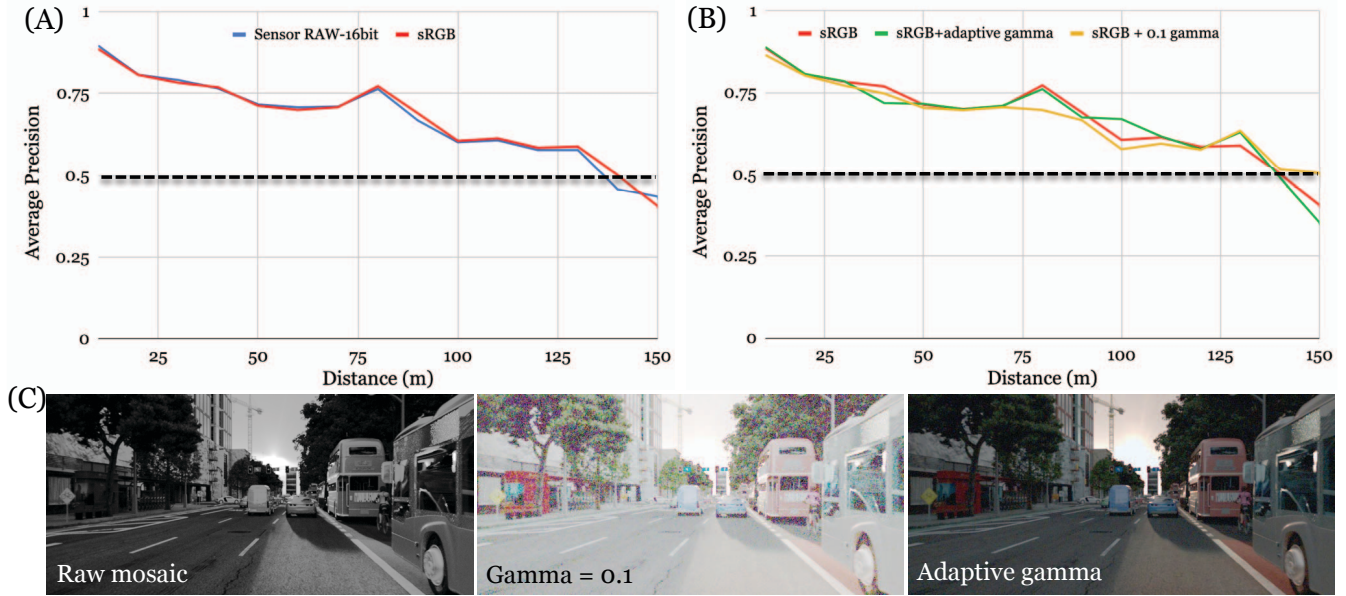 (A)
Sensor RAW-16bit sRGB
1
0.75
0.5
0.25
0
Average Precision
25 50 75 100 125 150
Distance (m)
(B)
sRGB sRGB+adaptive gamma sRGB + 0.1 gamma
1
0.75
0.5
0.25
0
Average Precision
25 50 75 100 125 150
Distance (m)
(C)
Raw mosaic
Gamma = 0.1
Adaptive gamma